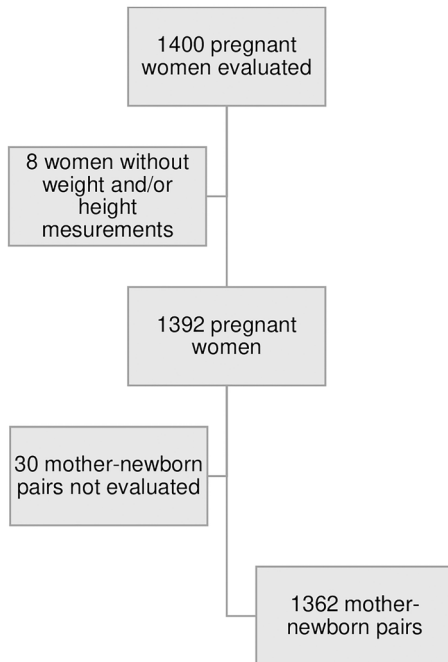 1400 pregnant
women evaluated
8 women without
weight and/or
height
mesurements
1392 pregnant
women
30 mother-newborn
pairs not evaluated
1362 mother-
newborn pairs